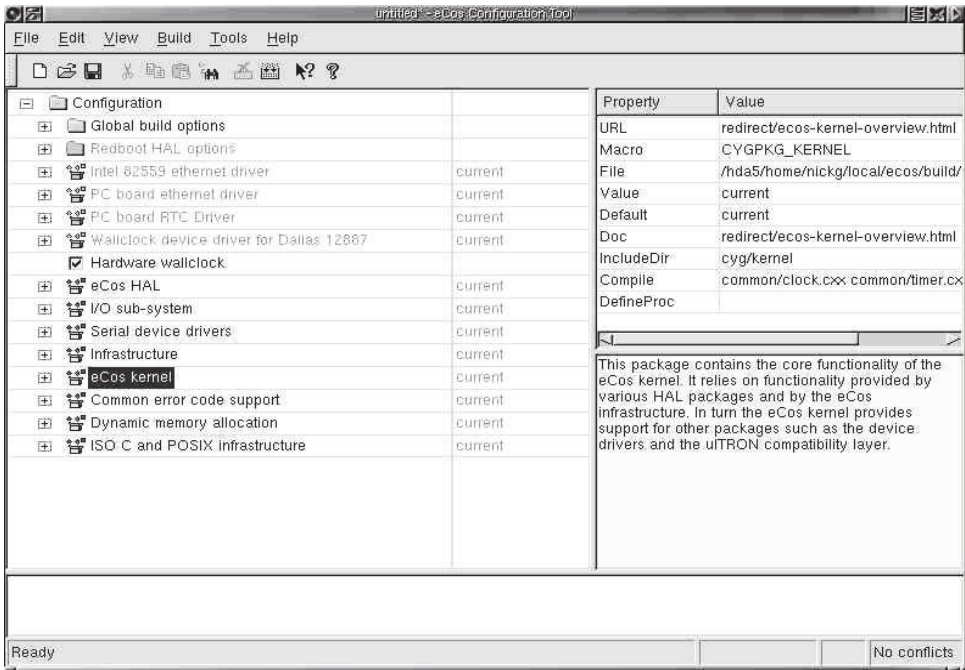 untitled* - eCos Configuration Tool
File Edit View Build Tools Help
Configuration
Global build options
Redboot HAL options
Intel 82559 ethernet driver current
PC board ethernet driver current
PC board RTC Driver current
Wallclock device driver for Dallas 12887 current
Hardware wallclock
eCos HAL current
I/O sub-system current
Serial device drivers current
Infrastructure current
eCos kernel current
Common error code support current
Dynamic memory allocation current
ISO C and POSIX infrastructure current
Property Value
URL redirect/ecos-kernel-overview.html
Macro CYGPKG_KERNEL
File /hda5/home/nickg/local/ecos/build/
Value current
Default current
Doc redirect/ecos-kernel-overview.html
IncludeDir cyg/kernel
Compile common/clock.cxx common/timer.cx
DefineProc
This package contains the core functionality of the
eCos kernel. It relies on functionality provided by
various HAL packages and by the eCos
infrastructure. In turn the eCos kernel provides
support for other packages such as the device
drivers and the uITRON compatibility layer.
Ready No conflicts